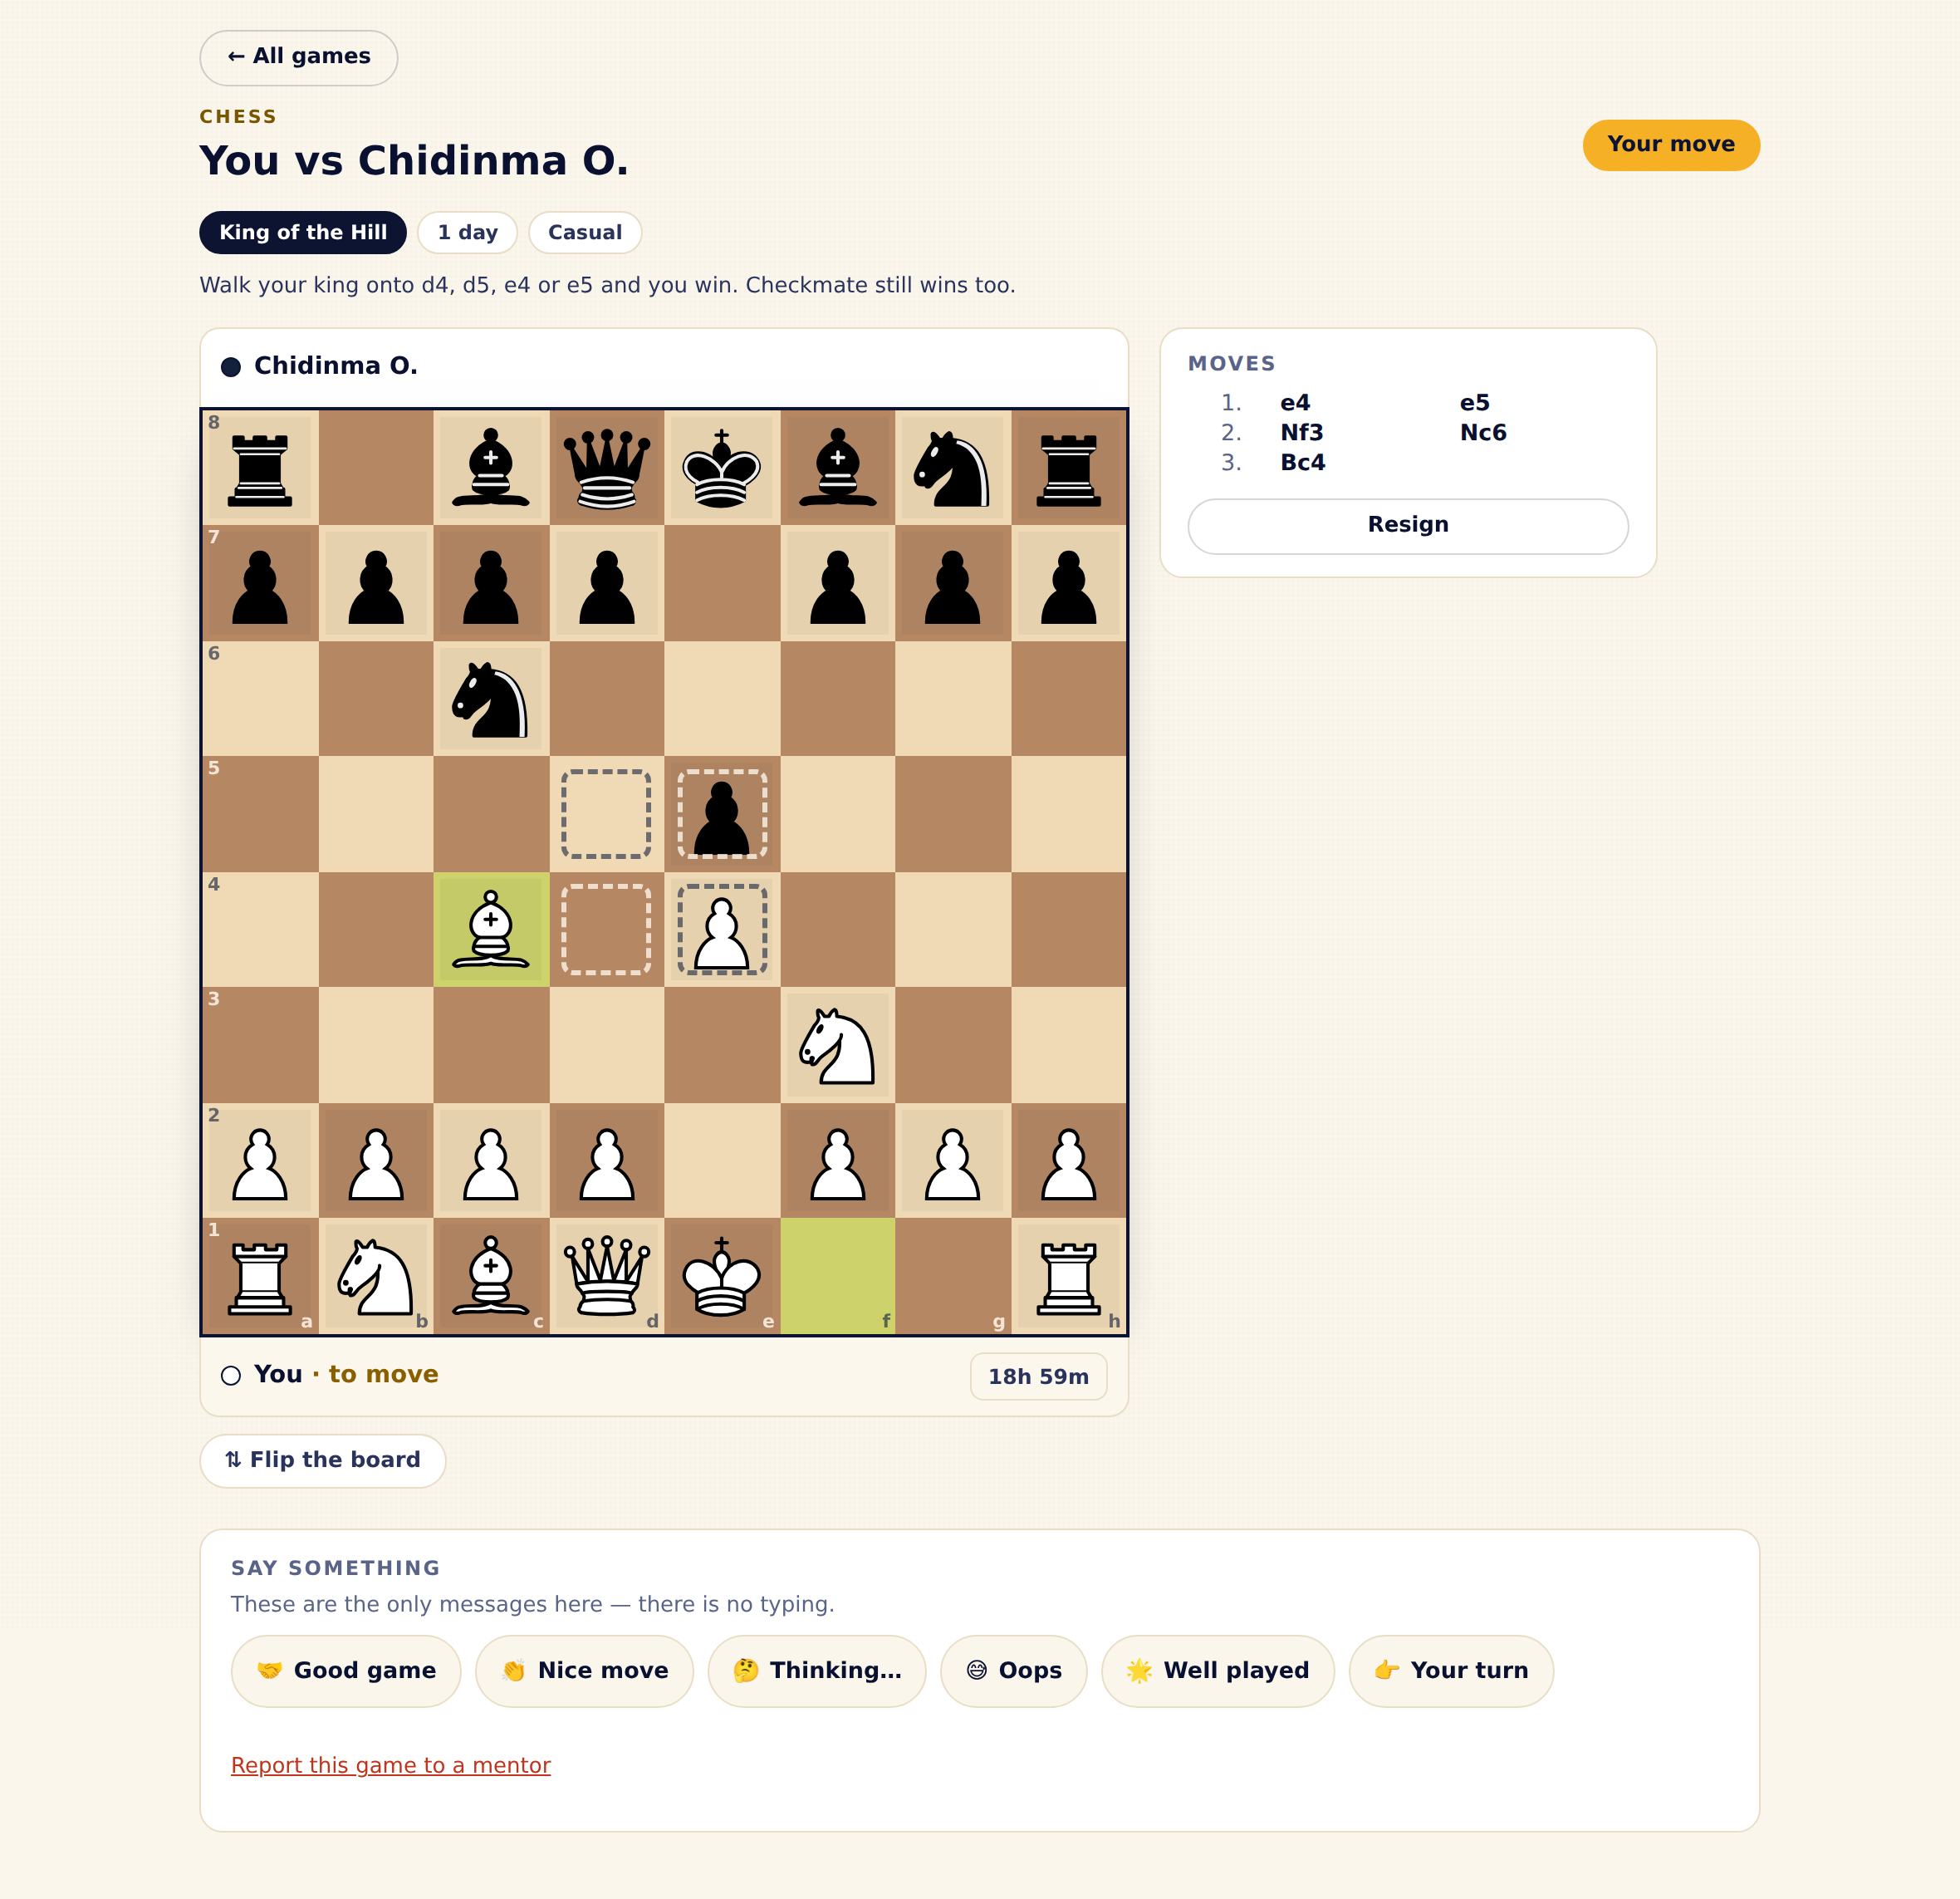 ← All games
CHESS
You vs Chidinma O.
Your move
King of the Hill
1 day
Casual
Walk your king onto d4, d5, e4 or e5 and you win. Checkmate still wins too.
Chidinma O.
8
7
6
5
4
3
2
1
a b c d e f g h
You · to move
18h 59m
MOVES
1. e4 e5
2. Nf3 Nc6
3. Bc4
Resign
⇅ Flip the board
SAY SOMETHING
These are the only messages here — there is no typing.
🤝 Good game
👏 Nice move
🤔 Thinking…
😅 Oops
🌟 Well played
👉 Your turn
Report this game to a mentor